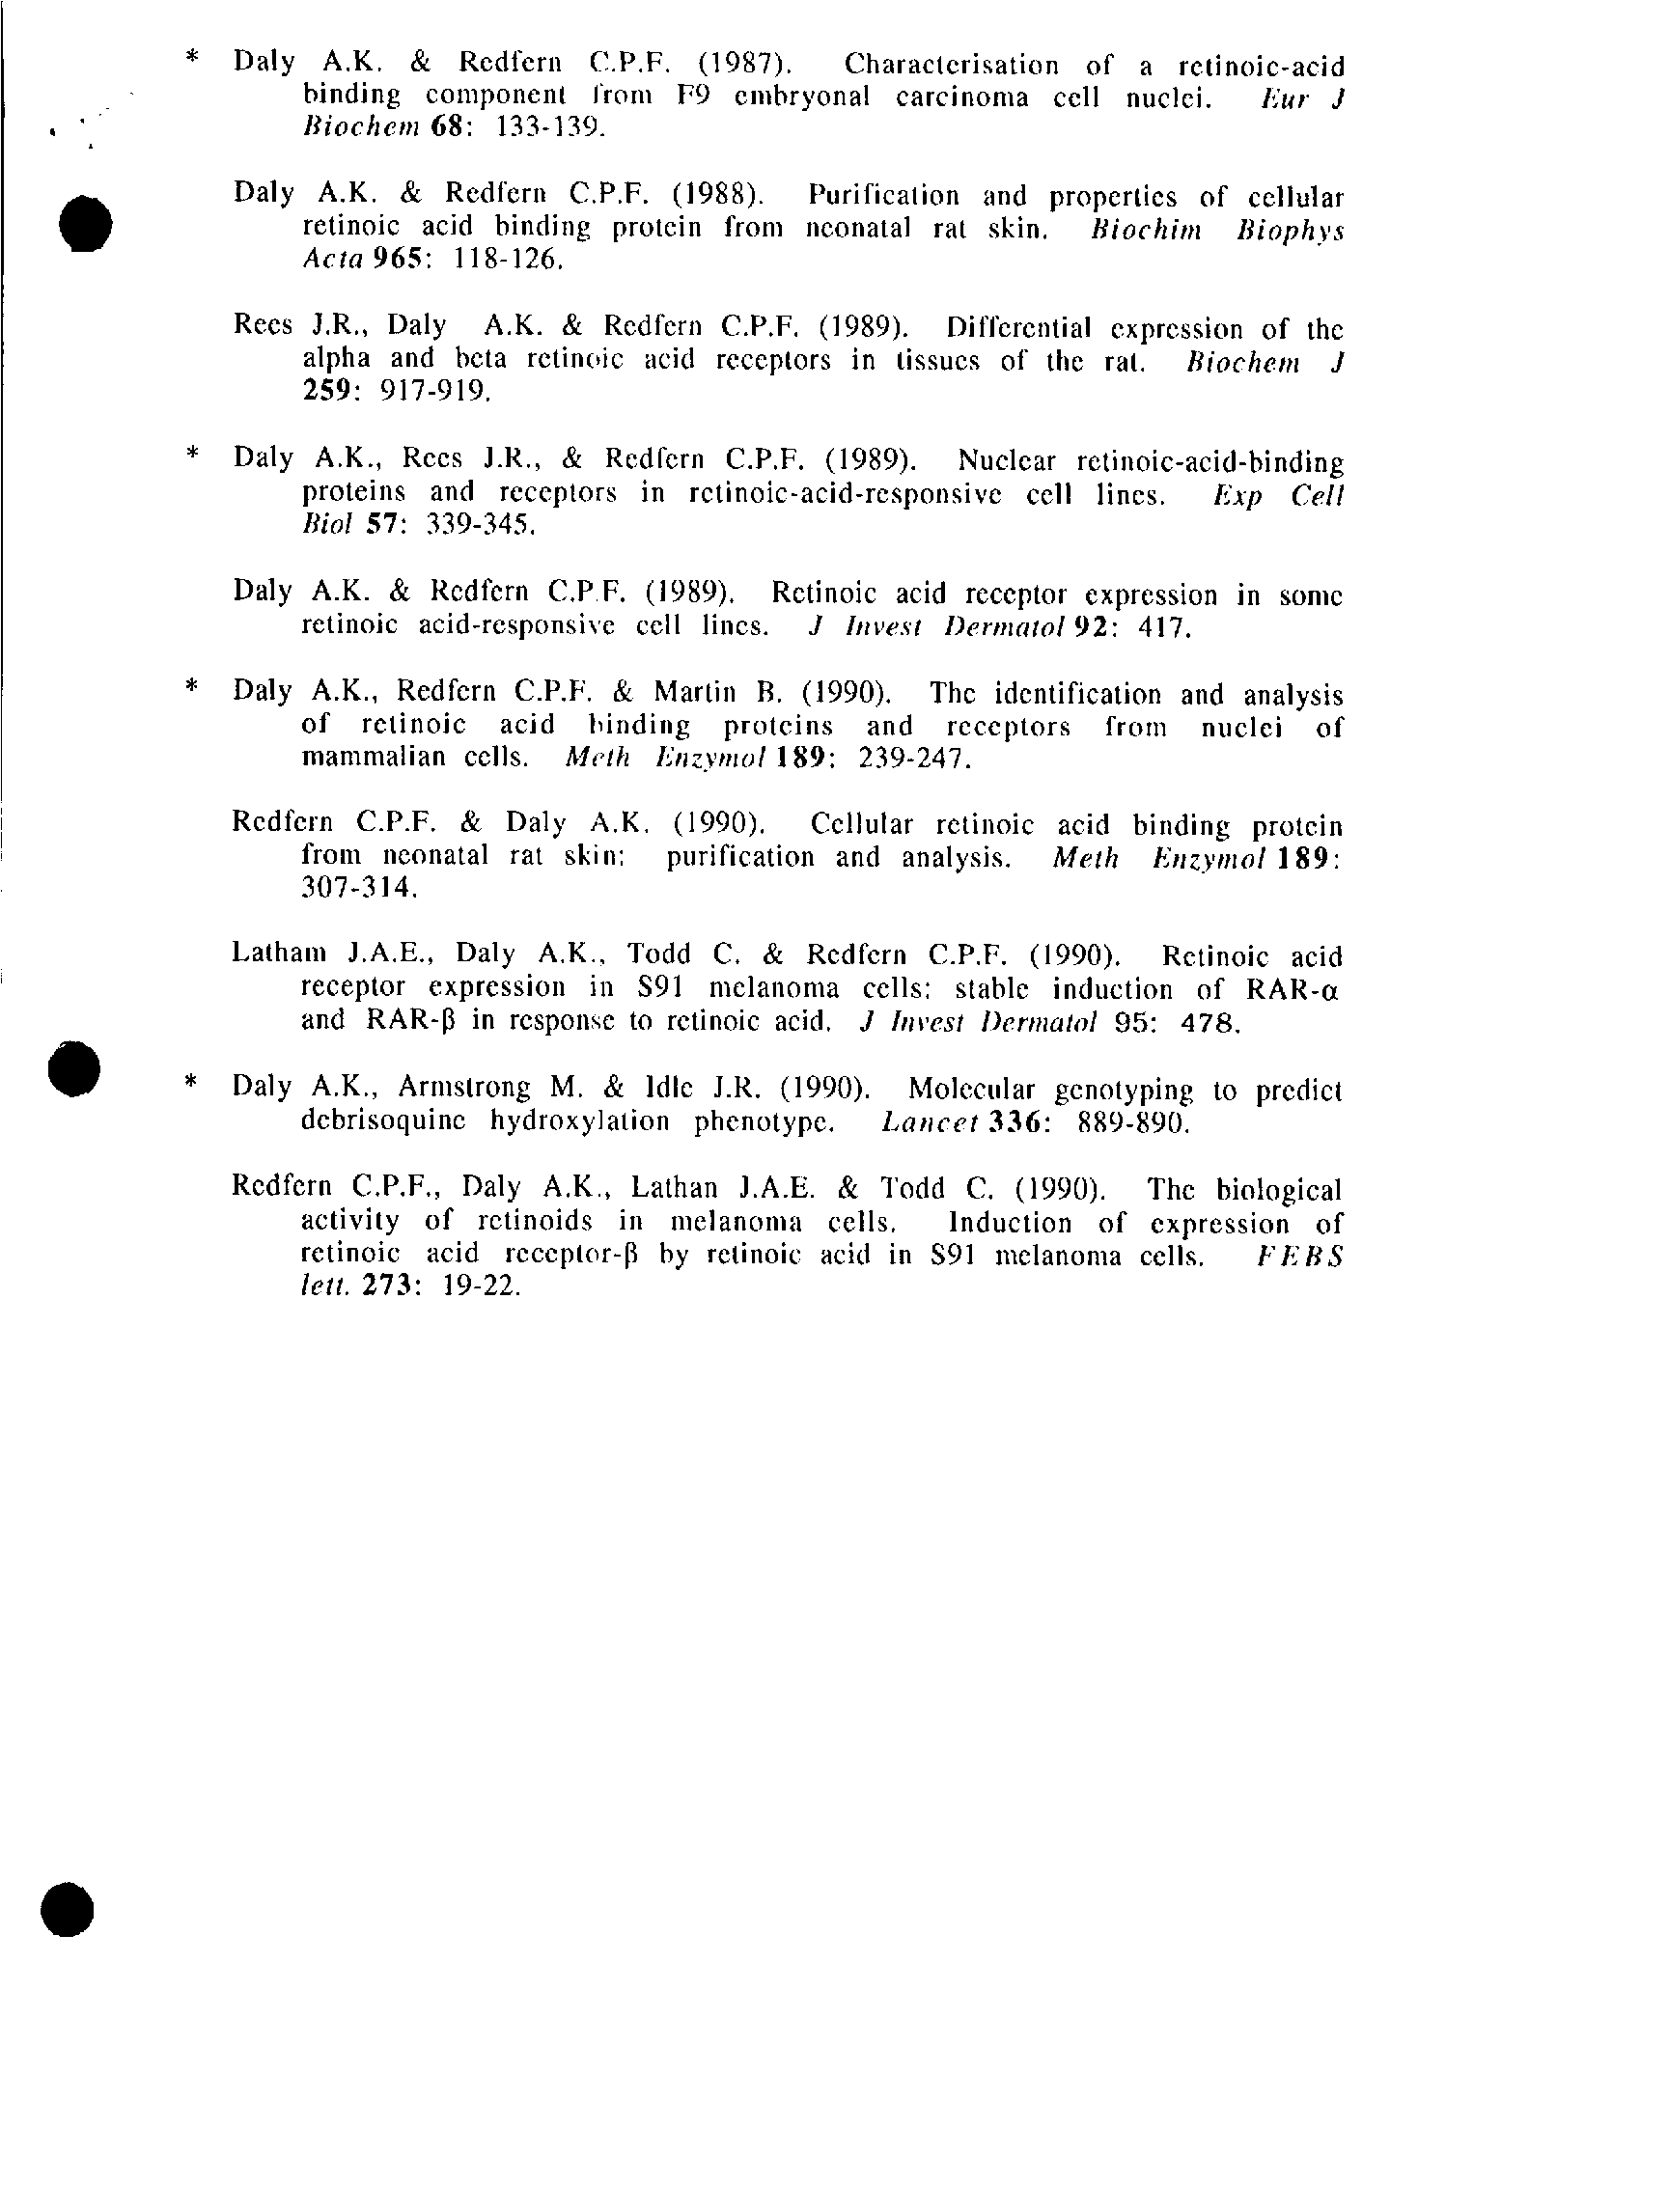 * Daly A.K. & Redfern C.P.F. (1987). Characterisation of a retinoic-acid
binding component from F9 embryonal carcinoma cell nuclei. Eur J
Biochem 68: 133-139.
Daly A.K. & Redfern C.P.F. (1988). Purification and properties of cellular
retinoic acid binding protein from neonatal rat skin. Biochim Biophys
Acta 965: 118-126.
Rees J.R., Daly A.K. & Redfern C.P.F. (1989). Differential expression of the
alpha and beta retinoic acid receptors in tissues of the rat. Biochem J
259: 917-919.
* Daly A.K., Rees J.R., & Redfern C.P.F. (1989). Nuclear retinoic-acid-binding
proteins and receptors in retinoic-acid-responsive cell lines. Exp Cell
Biol 57: 339-345.
Daly A.K. & Redfern C.P.F. (1989). Retinoic acid receptor expression in some
retinoic acid-responsive cell lines. J Invest Dermatol 92: 417.
* Daly A.K., Redfern C.P.F. & Martin B. (1990). The identification and analysis
of retinoic acid binding proteins and receptors from nuclei of
mammalian cells. Meth Enzymol 189: 239-247.
Redfern C.P.F. & Daly A.K. (1990). Cellular retinoic acid binding protein
from neonatal rat skin: purification and analysis. Meth Enzymol 189:
307-314.
Latham J.A.E., Daly A.K., Todd C. & Redfern C.P.F. (1990). Retinoic acid
receptor expression in S91 melanoma cells: stable induction of RAR-α
and RAR-β in response to retinoic acid. J Invest Dermatol 95: 478.
* Daly A.K., Armstrong M. & Idle J.R. (1990). Molecular genotyping to predict
debrisoquine hydroxylation phenotype. Lancet 336: 889-890.
Redfern C.P.F., Daly A.K., Lathan J.A.E. & Todd C. (1990). The biological
activity of retinoids in melanoma cells. Induction of expression of
retinoic acid receptor-β by retinoic acid in S91 melanoma cells. FEBS
lett. 273: 19-22.